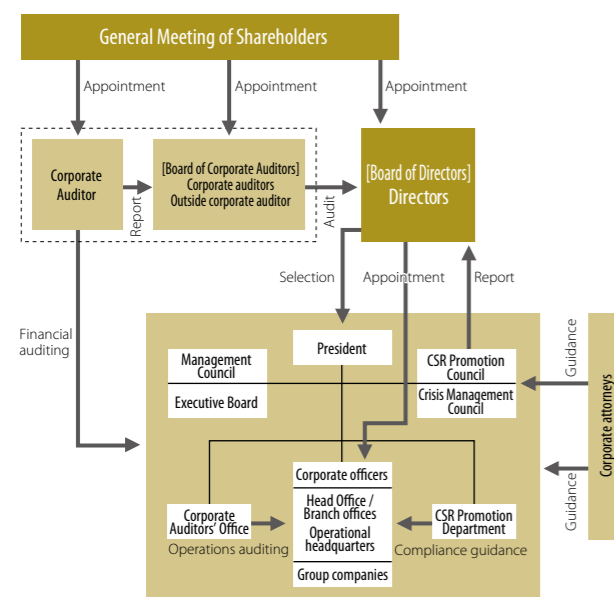 General Meeting of Shareholders
Appointment
Appointment
Appointment
Corporate
Auditor
Report
[Board of Corporate Auditors]
Corporate auditors
Outside corporate auditor
Audit
[Board of Directors]
Directors
Selection
Appointment
Report
Financial
auditing
Management
Council
Executive Board
President
CSR Promotion
Council
Crisis Management
Council
Guidance
Corporate attorneys
Guidance
Corporate officers
Head Office /
Branch offices
Operational
headquarters
Group companies
Corporate
Auditors' Office
Operations auditing
CSR Promotion
Department
Compliance guidance